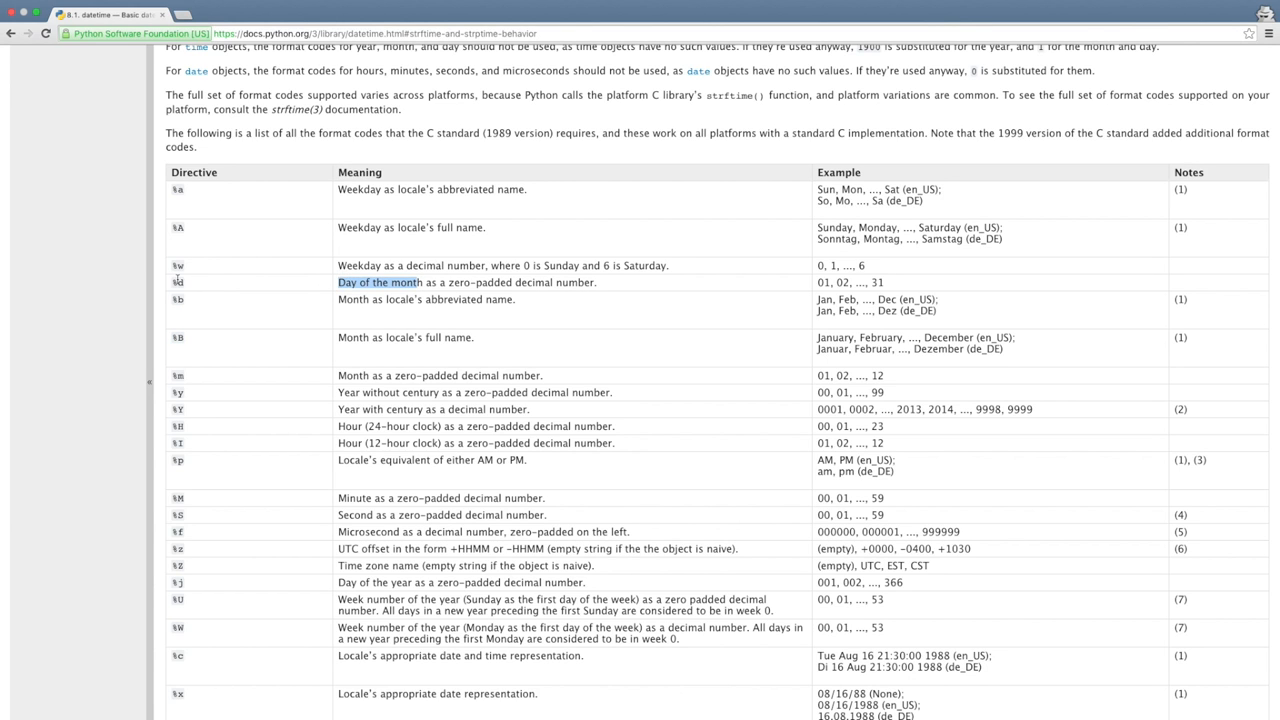 8.1. datetime — Basic dat
Python Software Foundation [US] https://docs.python.org/3/library/datetime.html#strftime-and-strptime-behavior
For time objects, the format codes for year, month, and day should not be used, as time objects have no such values. If they're used anyway, 1900 is substituted for the year, and 1 for the month and day.
For date objects, the format codes for hours, minutes, seconds, and microseconds should not be used, as date objects have no such values. If they're used anyway, 0 is substituted for them.
The full set of format codes supported varies across platforms, because Python calls the platform C library's strftime() function, and platform variations are common. To see the full set of format codes supported on your
platform, consult the strftime(3) documentation.
The following is a list of all the format codes that the C standard (1989 version) requires, and these work on all platforms with a standard C implementation. Note that the 1999 version of the C standard added additional format
codes.
Directive Meaning Example Notes
%a Weekday as locale's abbreviated name. Sun, Mon, ..., Sat (en_US); (1)
So, Mo, ..., Sa (de_DE)
%A Weekday as locale's full name. Sunday, Monday, ..., Saturday (en_US); (1)
Sonntag, Montag, ..., Samstag (de_DE)
%w Weekday as a decimal number, where 0 is Sunday and 6 is Saturday. 0, 1, ..., 6
%d Day of the month as a zero-padded decimal number. 01, 02, ..., 31
%b Month as locale's abbreviated name. Jan, Feb, ..., Dec (en_US); (1)
Jan, Feb, ..., Dez (de_DE)
%B Month as locale's full name. January, February, ..., December (en_US); (1)
Januar, Februar, ..., Dezember (de_DE)
%m Month as a zero-padded decimal number. 01, 02, ..., 12
%y Year without century as a zero-padded decimal number. 00, 01, ..., 99
%Y Year with century as a decimal number. 0001, 0002, ..., 2013, 2014, ..., 9998, 9999 (2)
%H Hour (24-hour clock) as a zero-padded decimal number. 00, 01, ..., 23
%I Hour (12-hour clock) as a zero-padded decimal number. 01, 02, ..., 12
%p Locale's equivalent of either AM or PM. AM, PM (en_US); (1), (3)
am, pm (de_DE)
%M Minute as a zero-padded decimal number. 00, 01, ..., 59
%S Second as a zero-padded decimal number. 00, 01, ..., 59 (4)
%f Microsecond as a decimal number, zero-padded on the left. 000000, 000001, ..., 999999 (5)
%z UTC offset in the form +HHMM or -HHMM (empty string if the the object is naive). (empty), +0000, -0400, +1030 (6)
%Z Time zone name (empty string if the object is naive). (empty), UTC, EST, CST
%j Day of the year as a zero-padded decimal number. 001, 002, ..., 366
%U Week number of the year (Sunday as the first day of the week) as a zero padded decimal 00, 01, ..., 53 (7)
number. All days in a new year preceding the first Sunday are considered to be in week 0.
%W Week number of the year (Monday as the first day of the week) as a decimal number. All days in 00, 01, ..., 53 (7)
a new year preceding the first Monday are considered to be in week 0.
%c Locale's appropriate date and time representation. Tue Aug 16 21:30:00 1988 (en_US); (1)
Di 16 Aug 21:30:00 1988 (de_DE)
%x Locale's appropriate date representation. 08/16/88 (None); (1)
08/16/1988 (en_US);
16.08.1988 (de_DE)